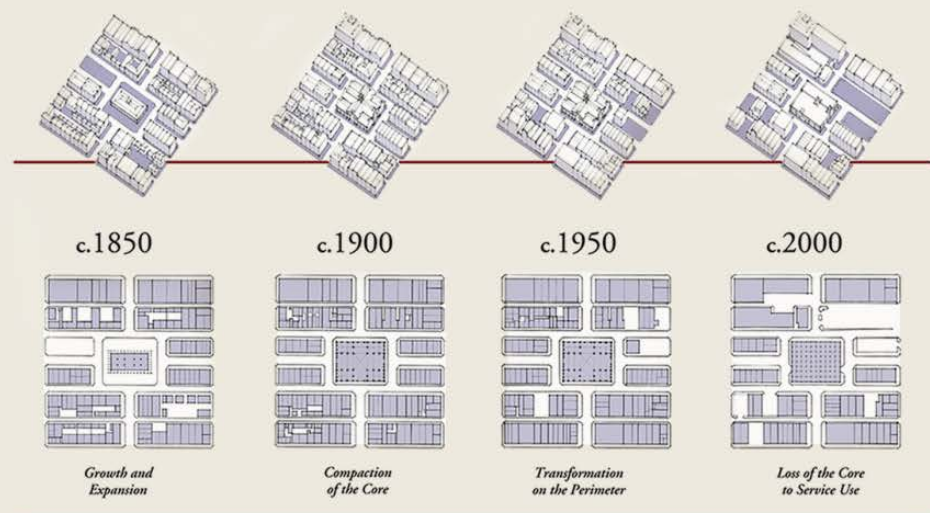 c.1850
c.1900
c.1950
c.2000
Growth and
Expansion
Compaction
of the Core
Transformation
on the Perimeter
Loss of the Core
to Service Use